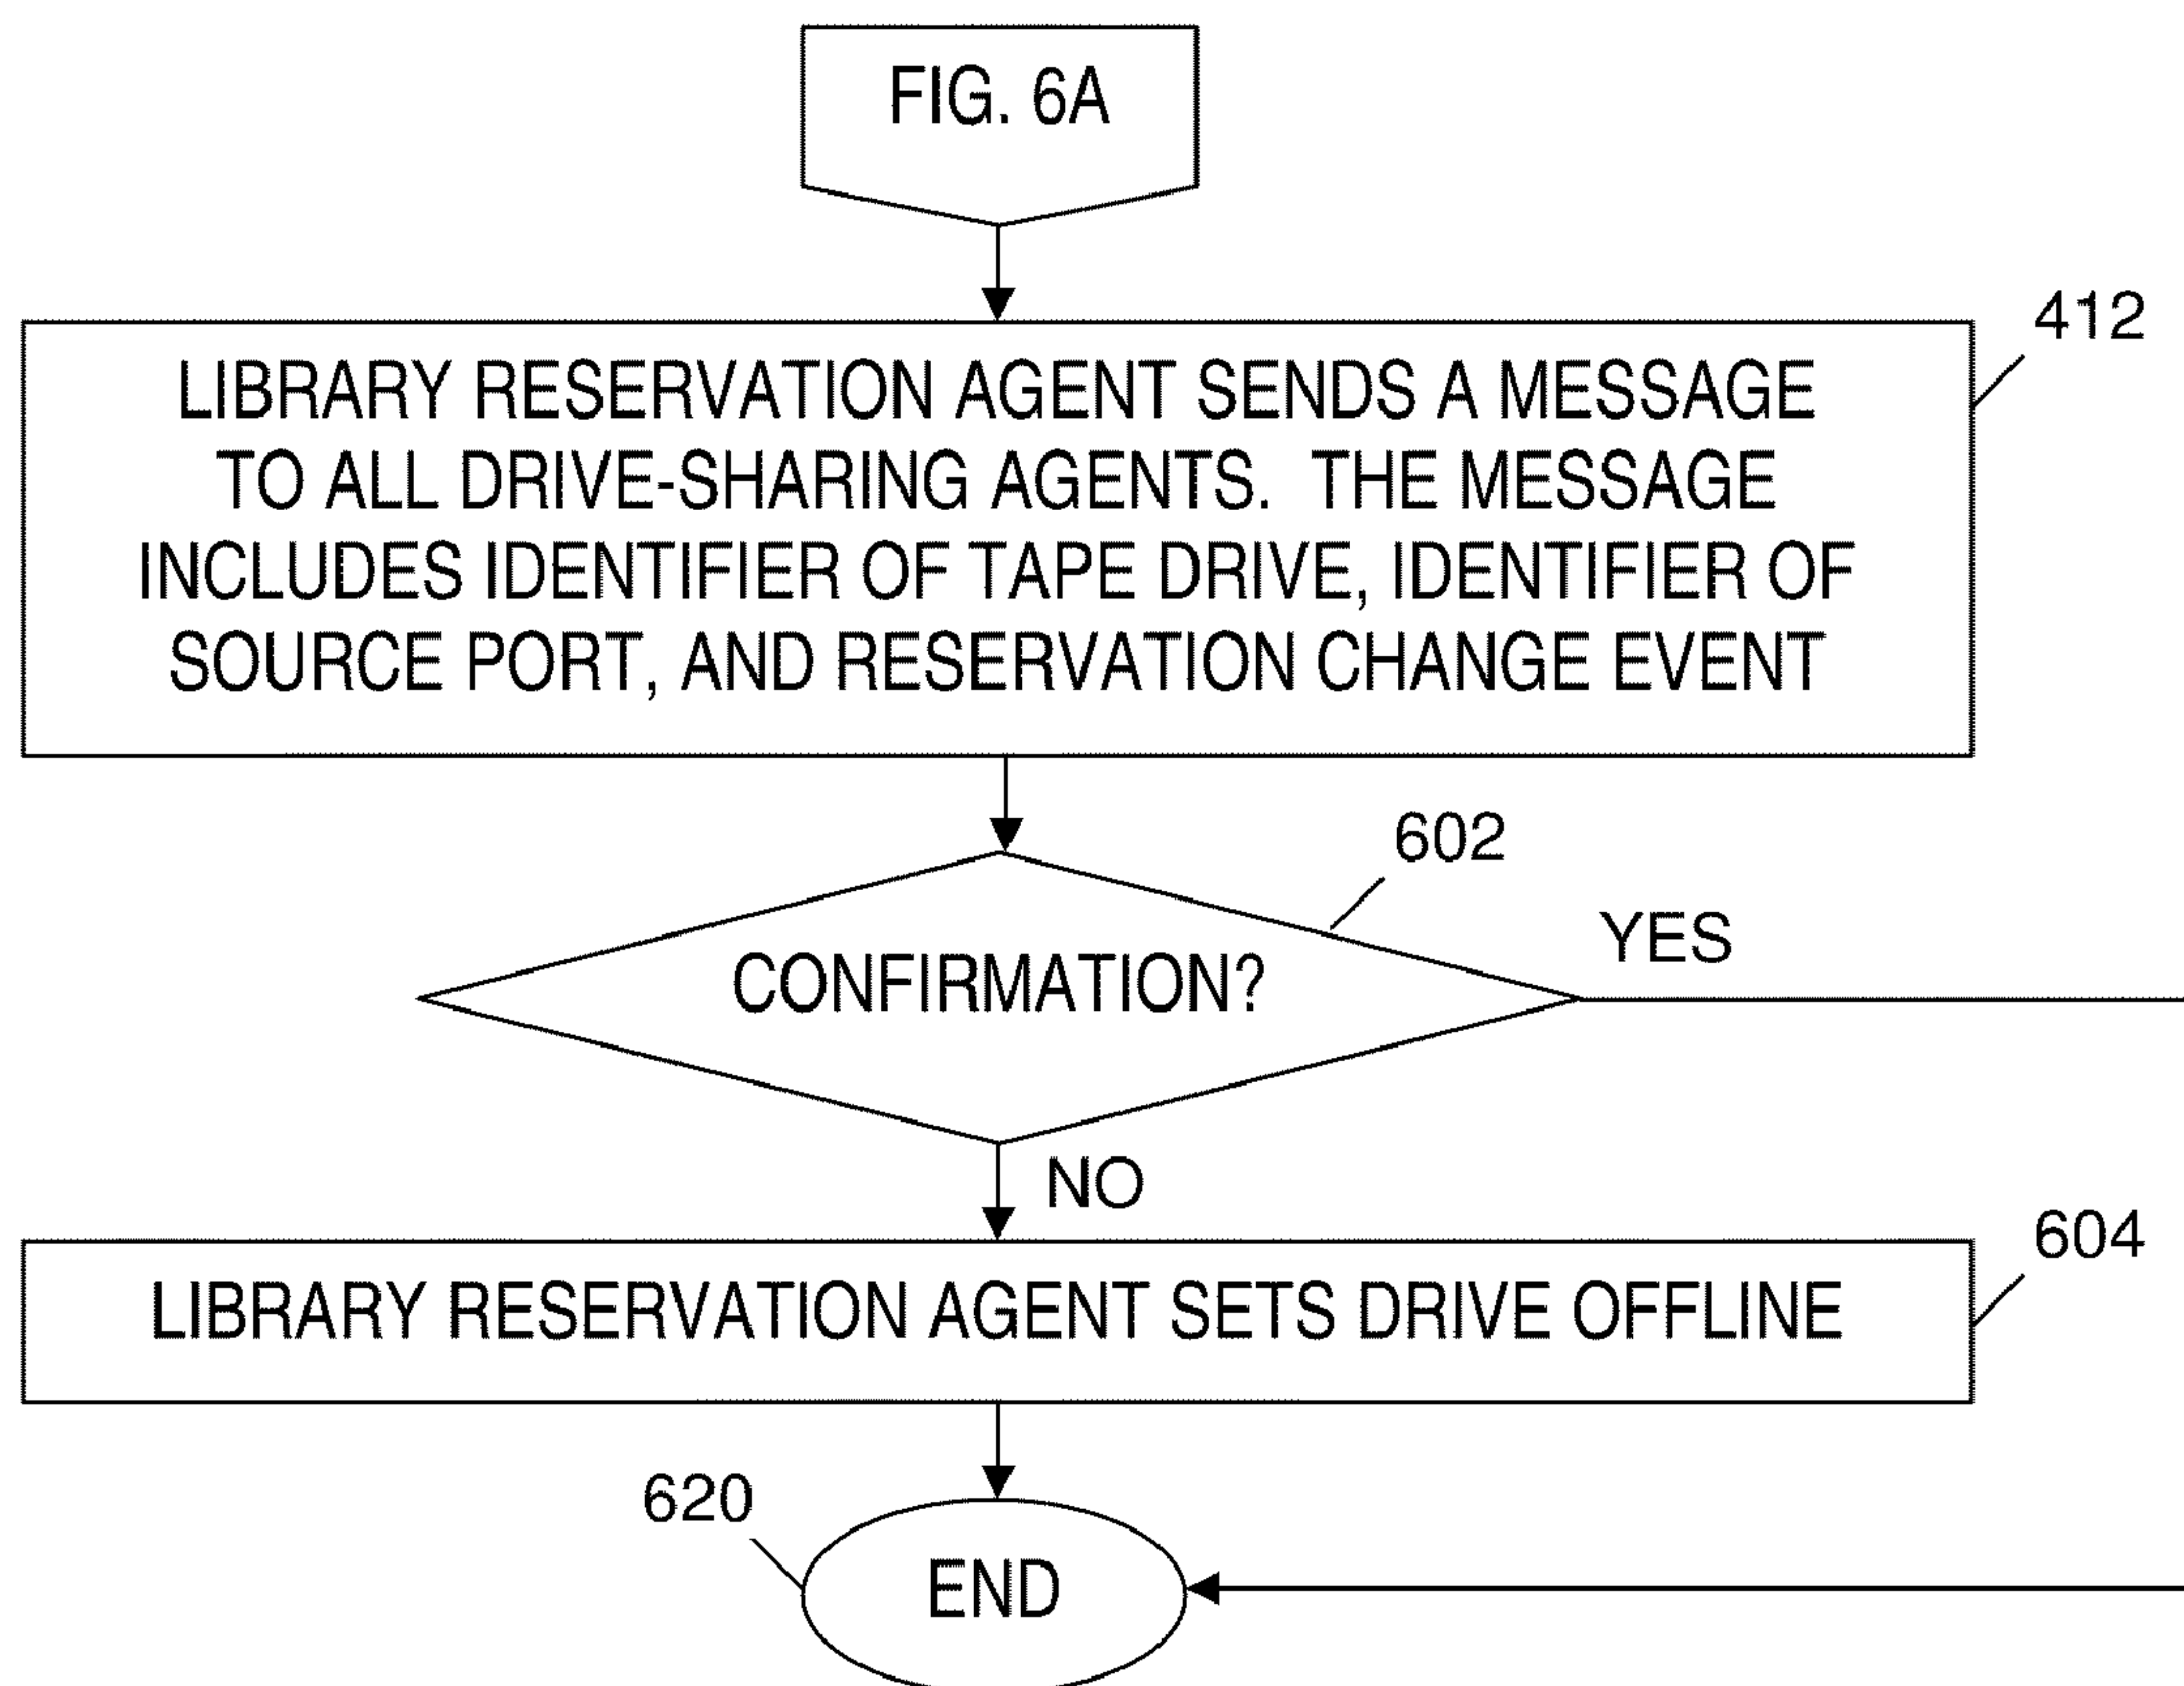 FIG. 6A
412
LIBRARY RESERVATION AGENT SENDS A MESSAGE
TO ALL DRIVE-SHARING AGENTS. THE MESSAGE
INCLUDES IDENTIFIER OF TAPE DRIVE, IDENTIFIER OF
SOURCE PORT, AND RESERVATION CHANGE EVENT
602
YES
CONFIRMATION?
NO
604
LIBRARY RESERVATION AGENT SETS DRIVE OFFLINE
620
END